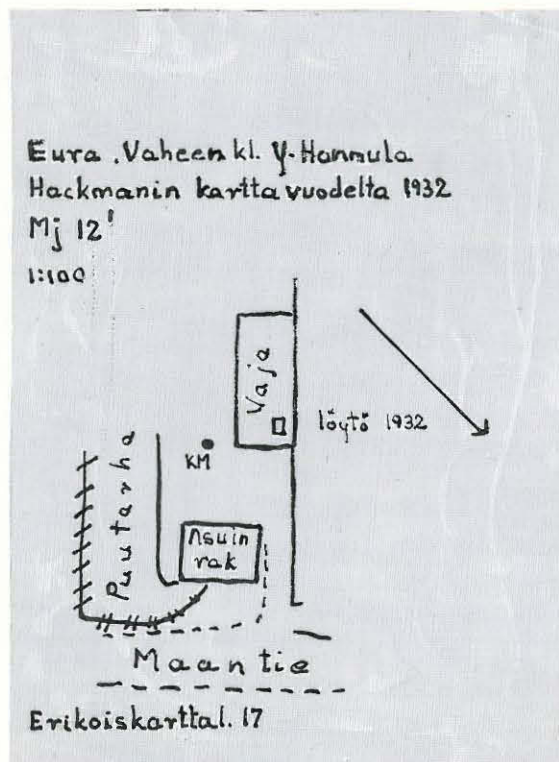 Eura .Vaheen kl. Y-Hannula
Hackmanin kartta vuodelta 1932
Mj 12'
1:100
Vaja
löytö 1932
KM
Puutarha
Asuin
rak
Maantie
Erikoiskarttal. 17